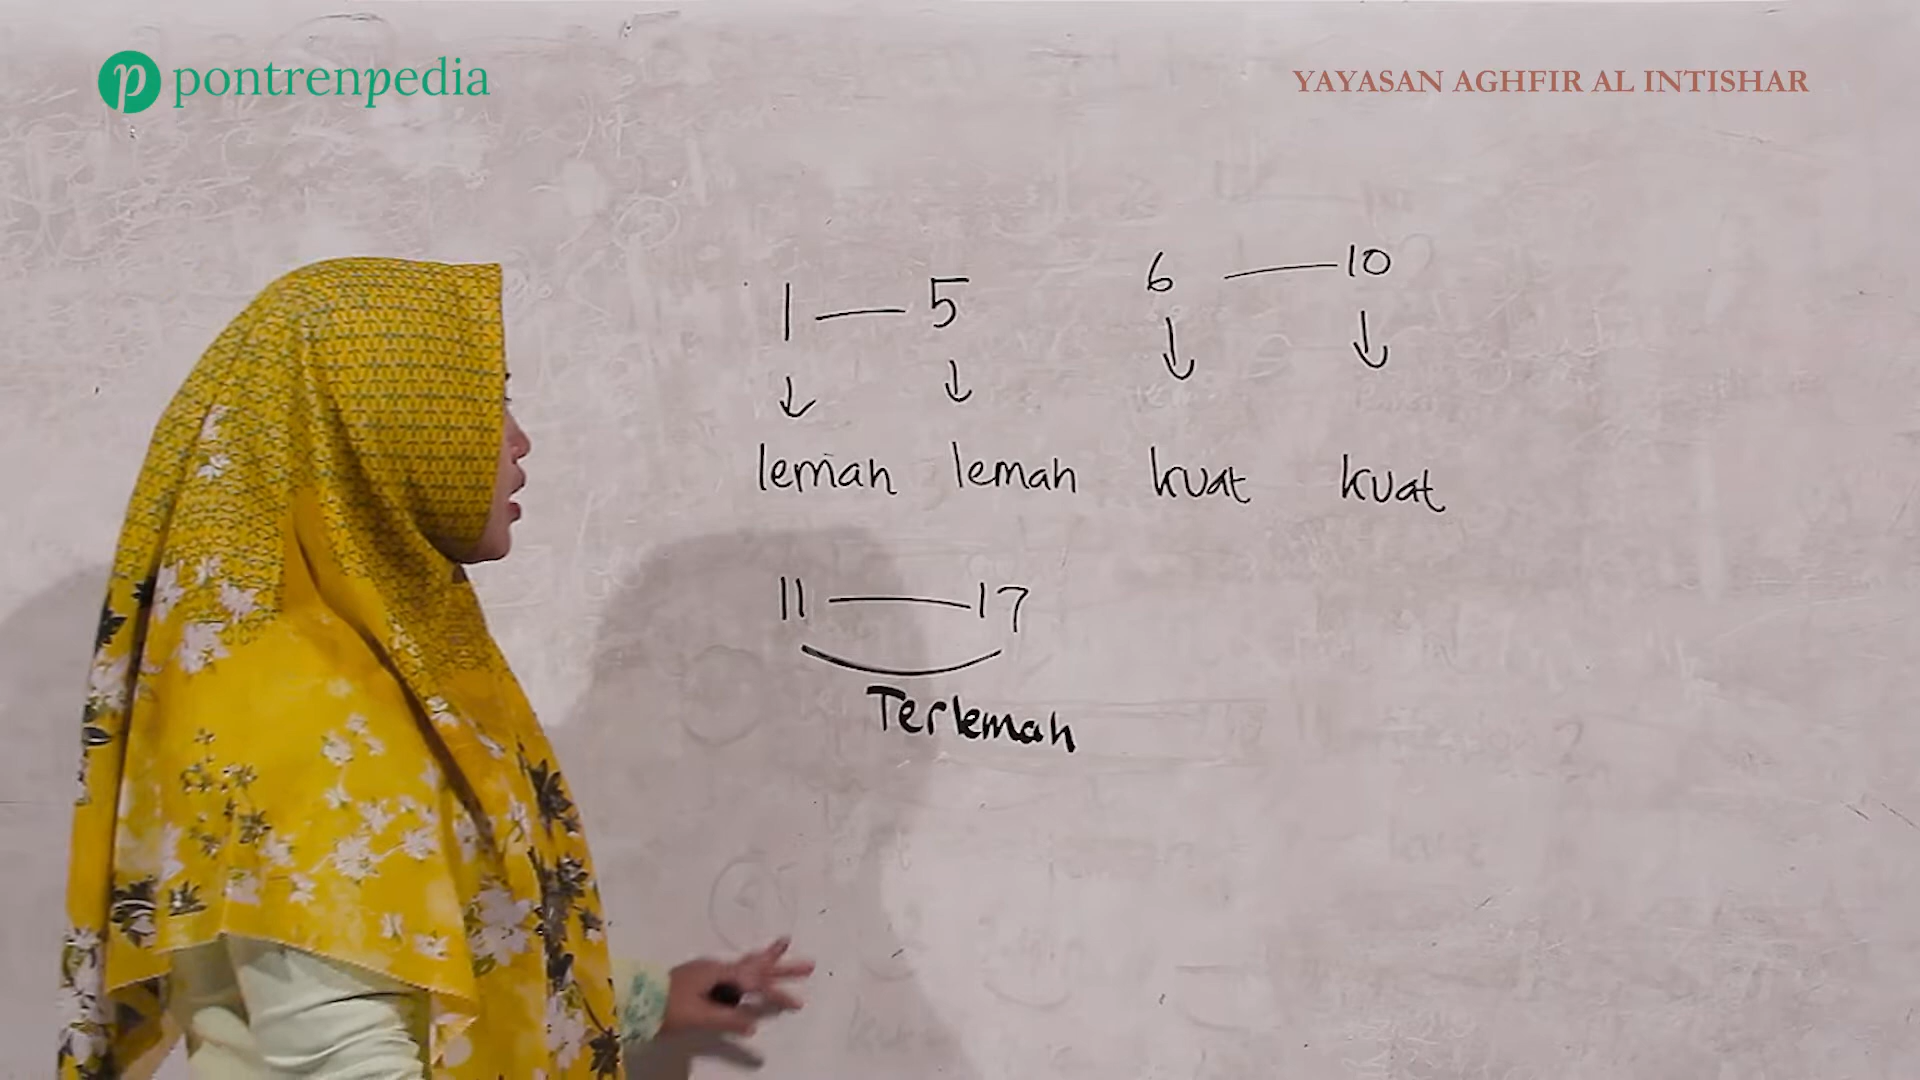 pontrenpedia
YAYASAN AGHFIR AL INTISHAR
1 — 5
6 — 10
↓ ↓ ↓ ↓
lemah lemah kuat kuat
11 — 17
Terlemah